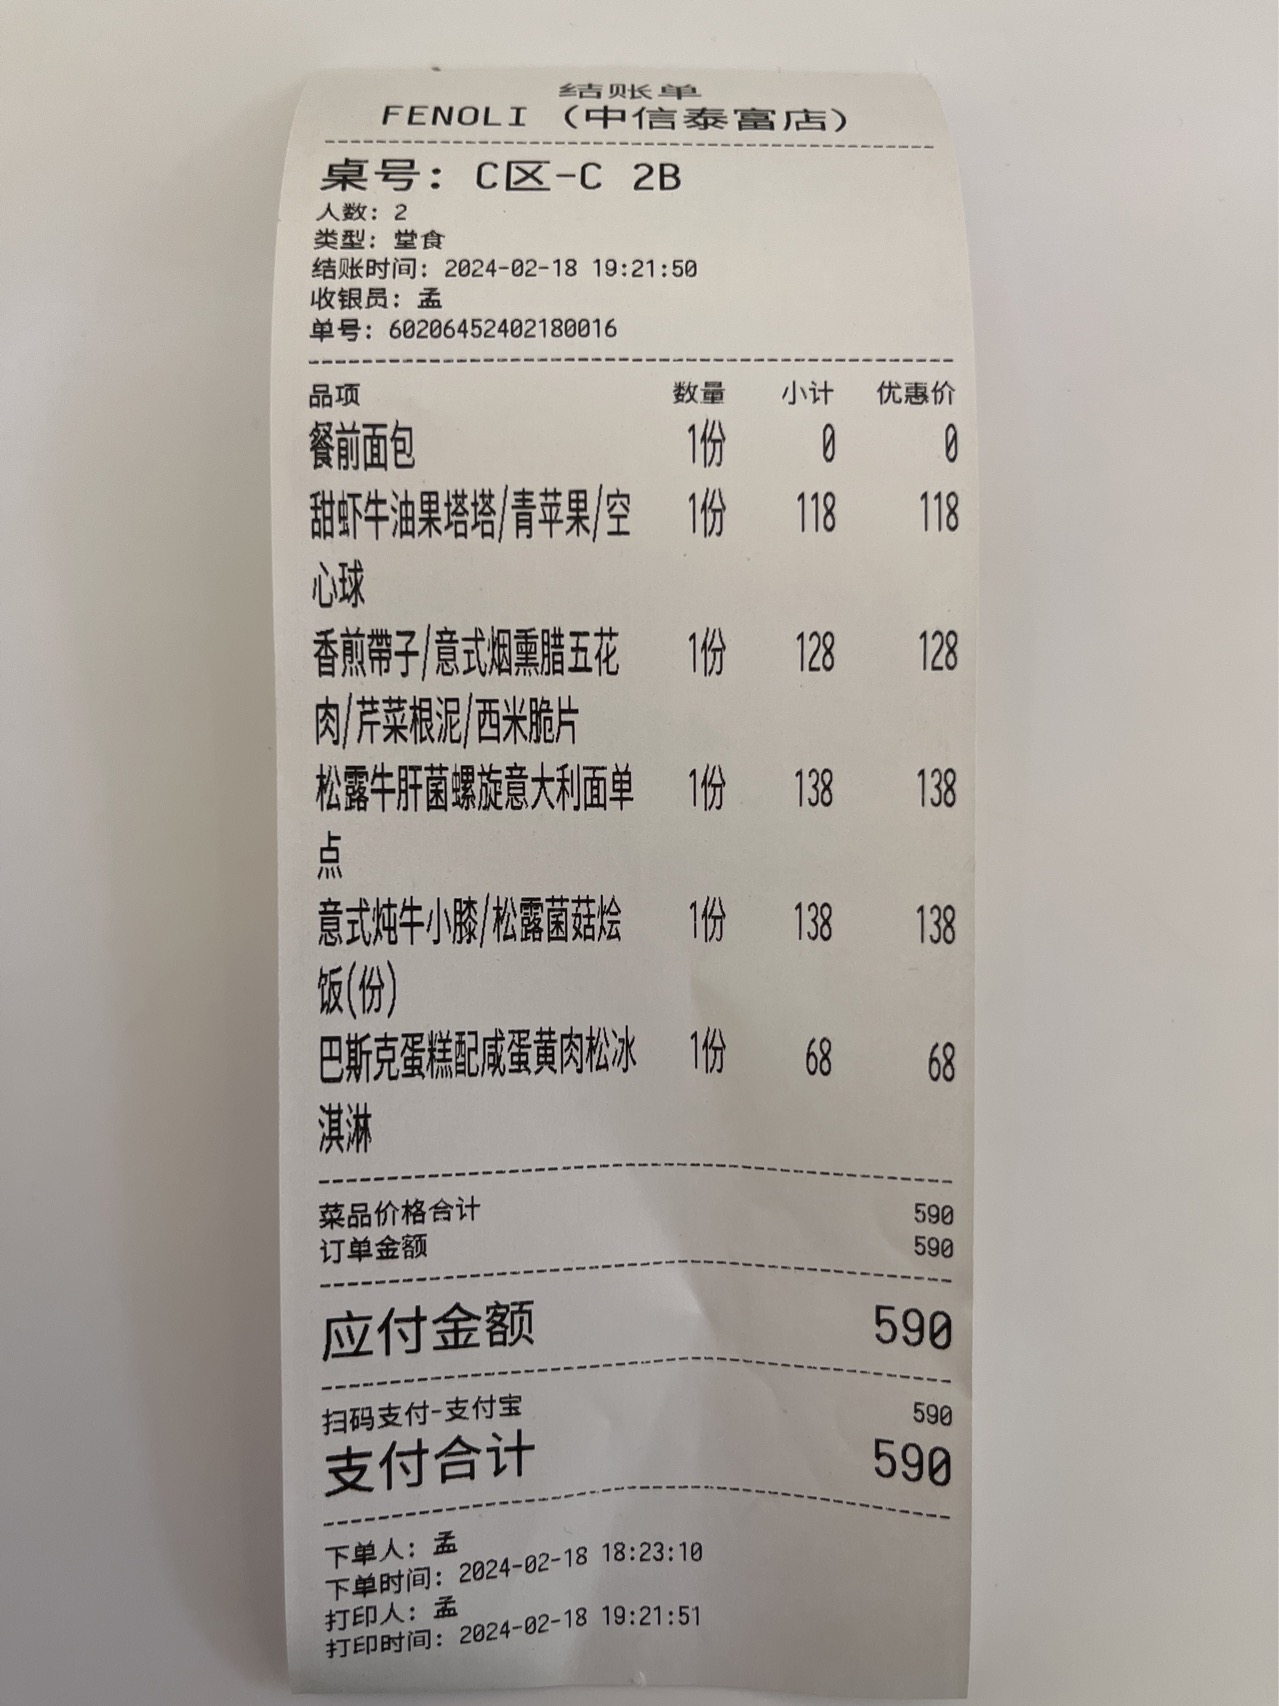 结账单
FENOLI (中信泰富店)
桌号: C区-C 2B
人数: 2
类型: 堂食
结账时间: 2024-02-18 19:21:50
收银员: 孟
单号: 60206452402180016
品项 数量 小计 优惠价
餐前面包 1份 0 0
甜虾牛油果塔塔/青苹果/空 1份 118 118
心球
香煎帶子/意式烟熏腊五花 1份 128 128
肉/芹菜根泥/西米脆片
松露牛肝菌螺旋意大利面单 1份 138 138
点
意式炖牛小膝/松露菌菇烩 1份 138 138
饭(份)
巴斯克蛋糕配咸蛋黄肉松冰 1份 68 68
淇淋
菜品价格合计 590
订单金额 590
应付金额 590
扫码支付-支付宝 590
支付合计 590
下单人: 孟
下单时间: 2024-02-18 18:23:10
打印人: 孟
打印时间: 2024-02-18 19:21:51